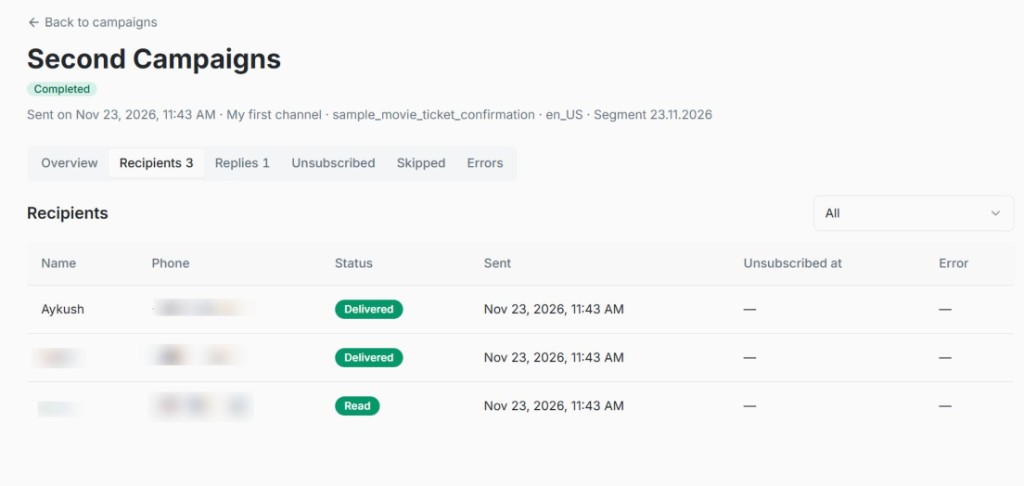 ← Back to campaigns
Second Campaigns
Completed
Sent on Nov 23, 2026, 11:43 AM · My first channel · sample_movie_ticket_confirmation · en_US · Segment 23.11.2026
Overview Recipients 3 Replies 1 Unsubscribed Skipped Errors
Recipients
All
Name Phone Status Sent Unsubscribed at Error
Aykush Delivered Nov 23, 2026, 11:43 AM — —
Delivered Nov 23, 2026, 11:43 AM — —
Read Nov 23, 2026, 11:43 AM — —